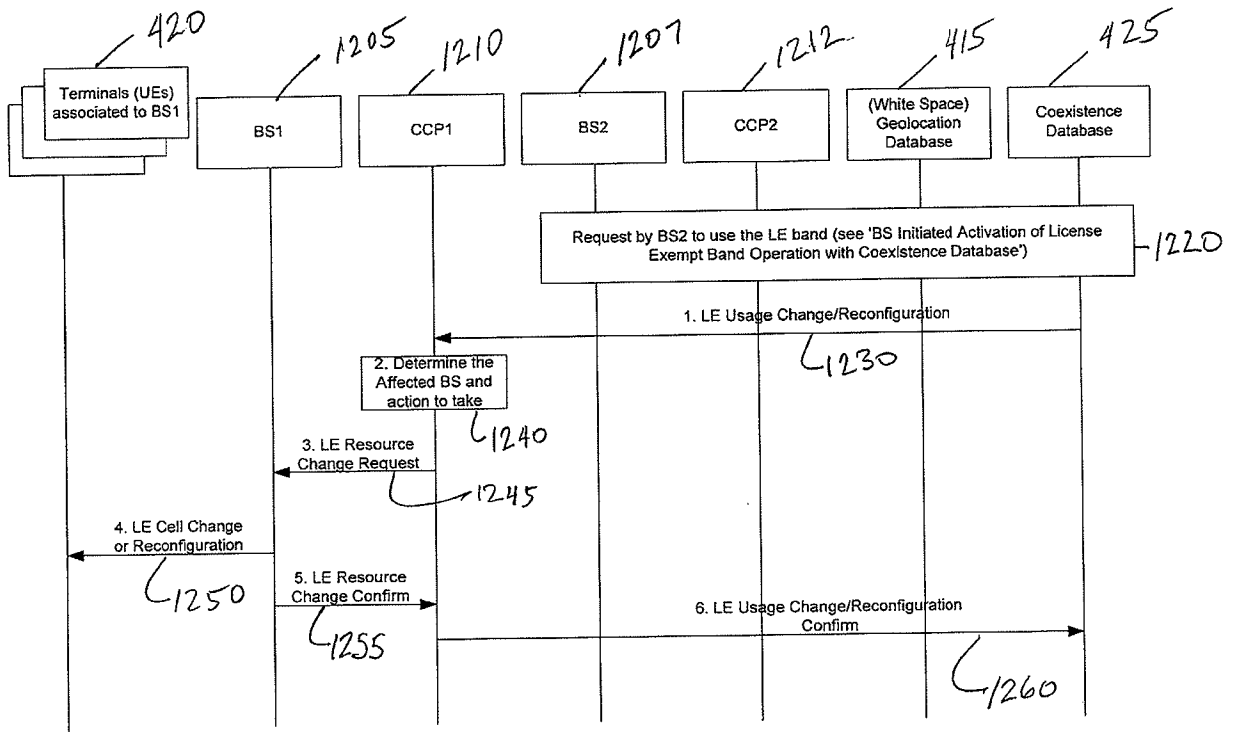 420
1205
1210
1207
1212
415
425
Terminals (UEs)
associated to BS1
BS1
CCP1
BS2
CCP2
(White Space)
Geolocation
Database
Coexistence
Database
Request by BS2 to use the LE band (see 'BS Initiated Activation of License
Exempt Band Operation with Coexistence Database')
1220
1. LE Usage Change/Reconfiguration
1230
2. Determine the
Affected BS and
action to take
1240
3. LE Resource
Change Request
1245
4. LE Cell Change
or Reconfiguration
1250
5. LE Resource
Change Confirm
1255
6. LE Usage Change/Reconfiguration
Confirm
1260